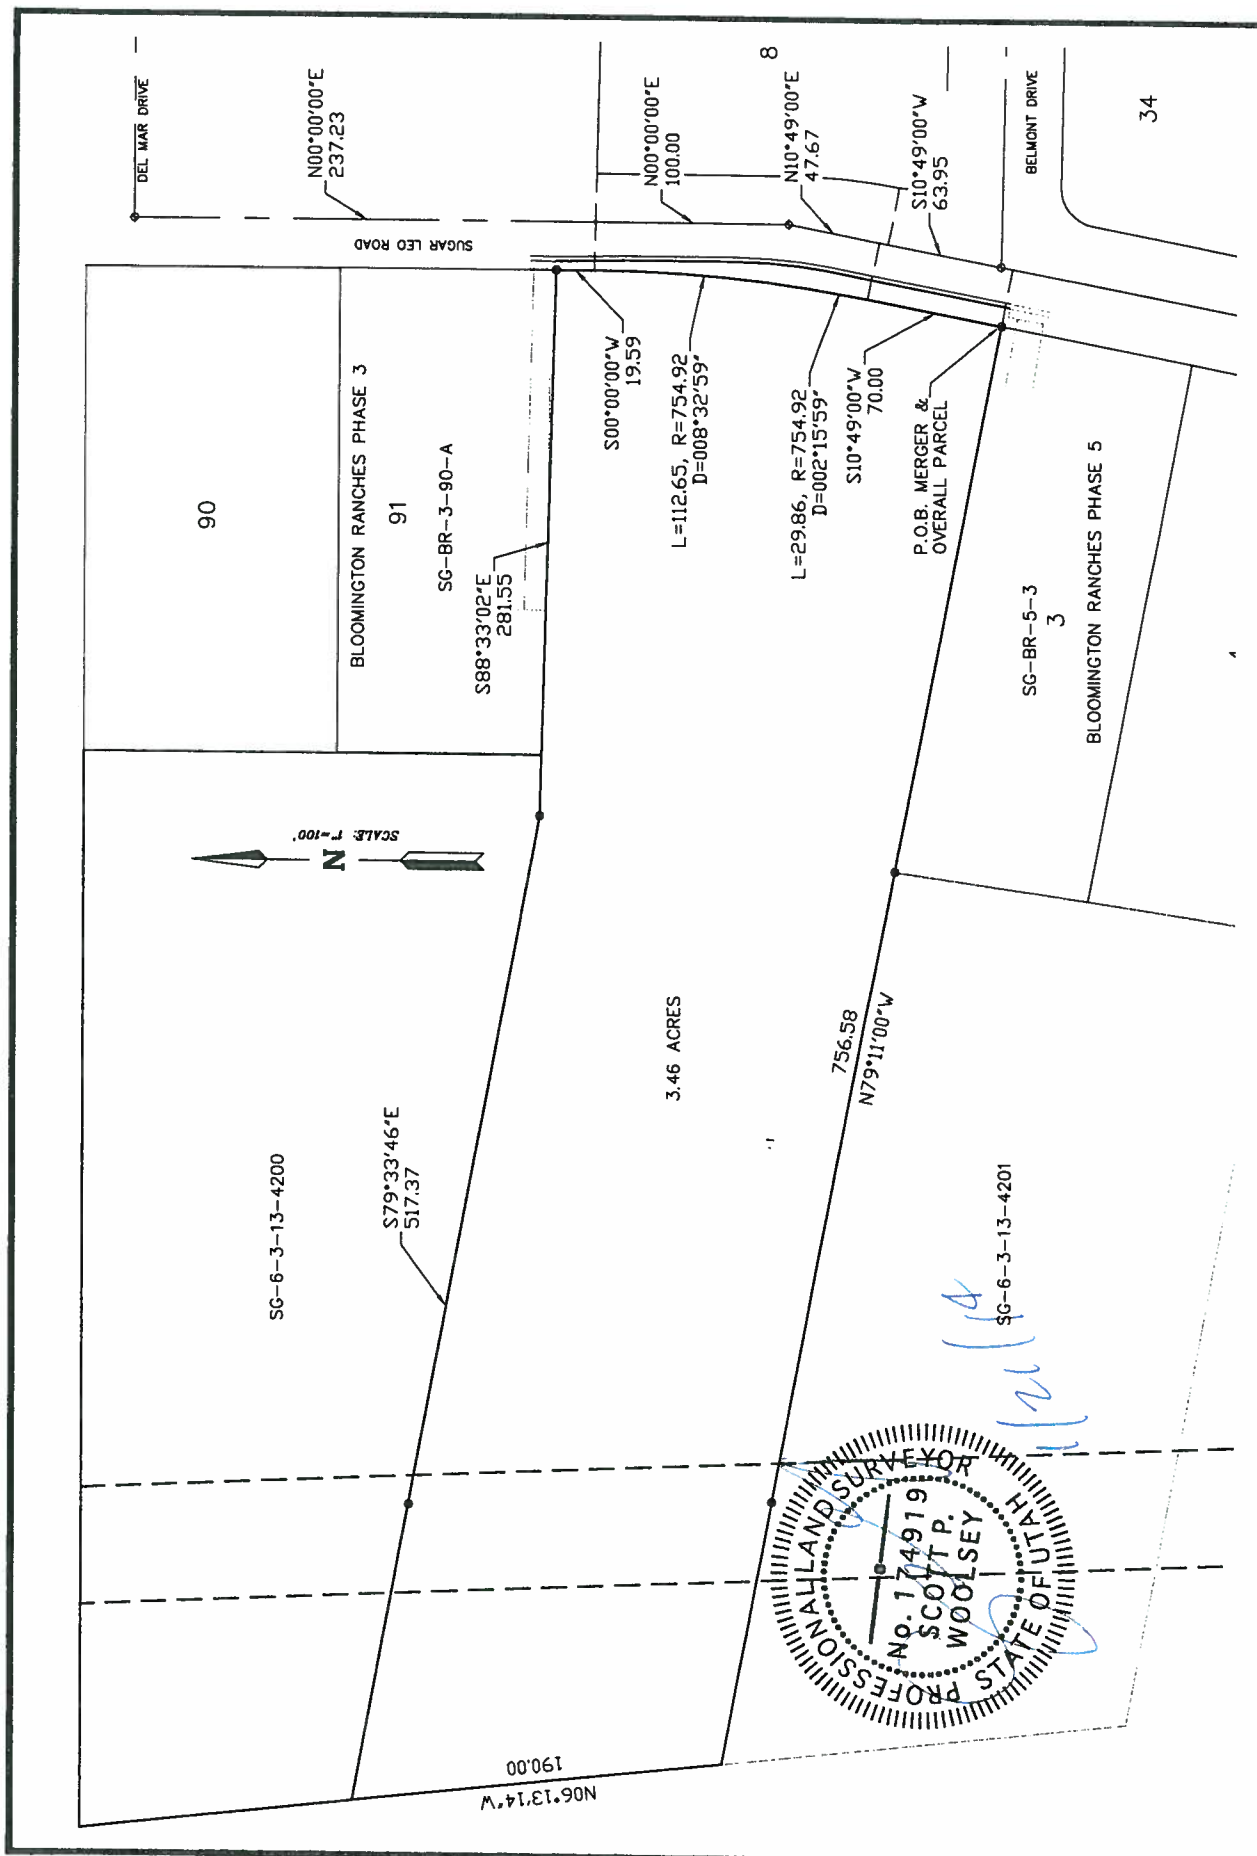 DEL MAR DRIVE
N00°00'00"E
237.23
SUGAR LEO ROAD
8
N00°00'00"E
100.00
N10°49'00"E
47.67
S10°49'00"W
63.95
BELMONT DRIVE
34
90
BLOOMINGTON RANCHES PHASE 3
91
SG-BR-3-90-A
S88°33'02"E
281.55
S00°00'00"W
19.59
L=112.65, R=754.92
D=008°32'59"
L=29.86, R=754.92
D=002°15'59"
S10°49'00"W
70.00
P.O.B. MERGER &
OVERALL PARCEL
SG-BR-5-3
3
BLOOMINGTON RANCHES PHASE 5
N
SCALE: 1"=100'
3.46 ACRES
756.58
N79°11'00"W
SG-6-3-13-4200
S79°33'46"E
517.37
SG-6-3-13-4201
N06°13'14"W
190.00
PROFESSIONAL LAND SURVEYOR
No. 174919
SCOTT P.
WOOLSEY
STATE OF UTAH